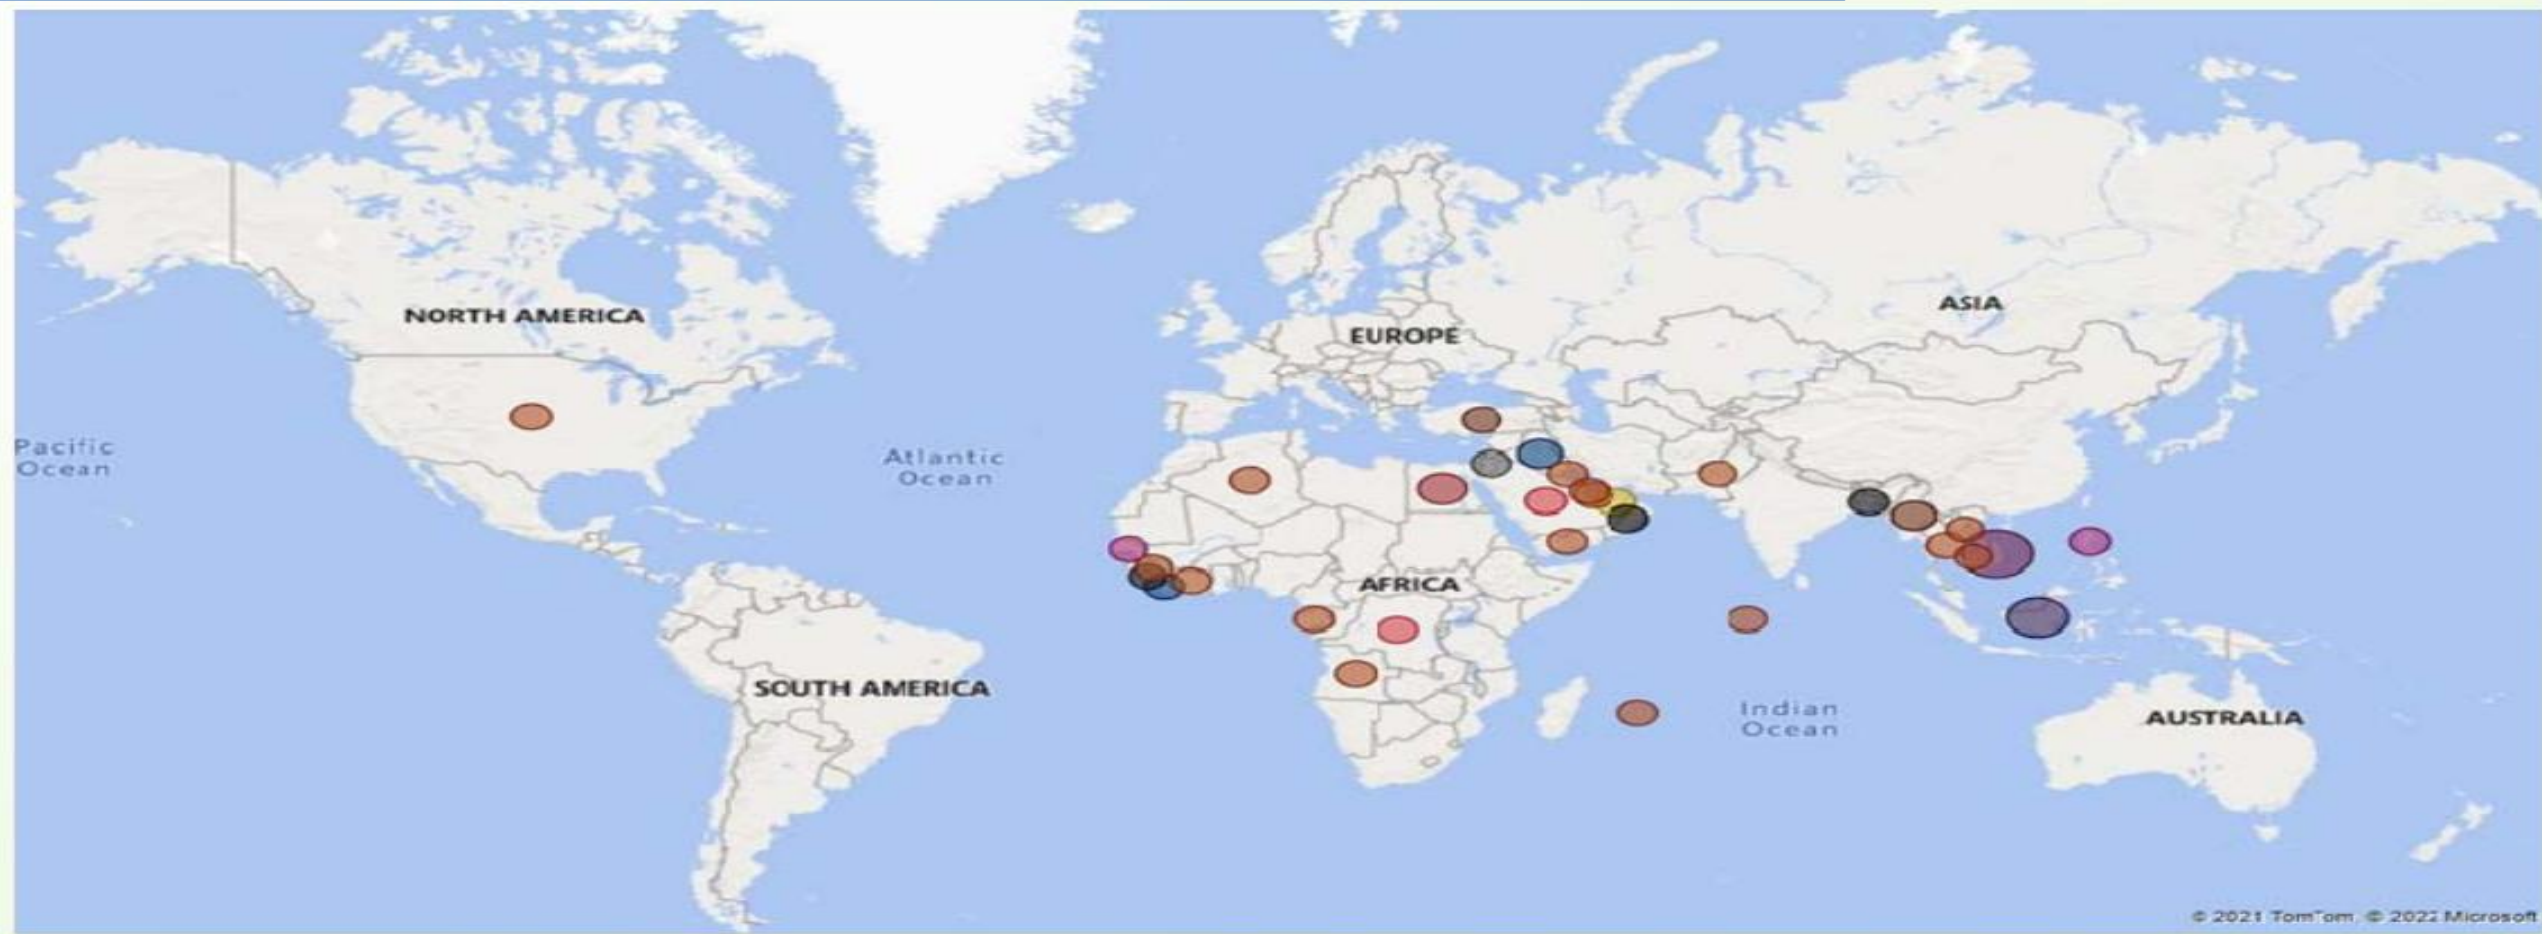 NORTH AMERICA
ASIA
EUROPE
Pacific
Ocean
Atlantic
Ocean
AFRICA
SOUTH AMERICA
Indian
Ocean
AUSTRALIA
© 2021 TomTom, © 2022 Microsoft